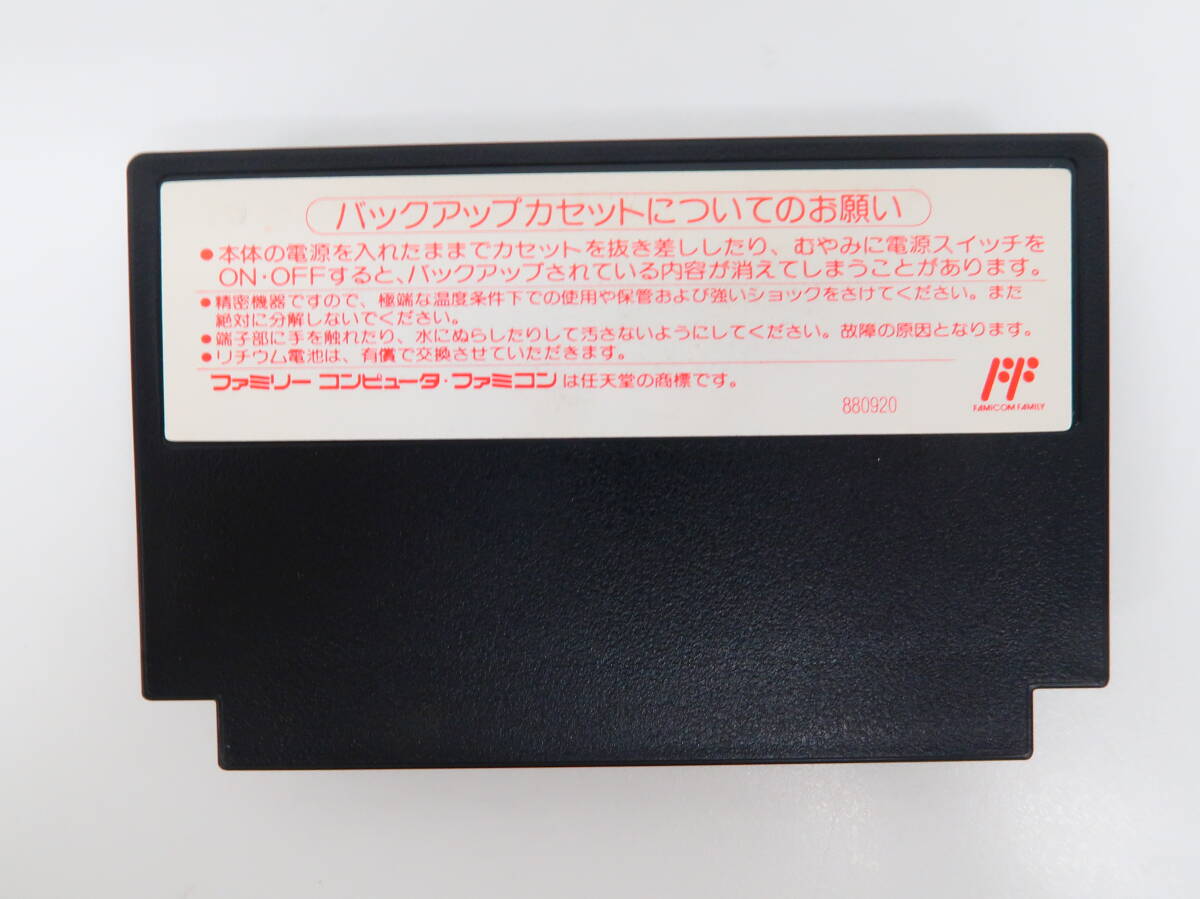 バックアップカセットについてのお願い
●本体の電源を入れたままでカセットを抜き差ししたり、むやみに電源スイッチを
ON・OFFすると、バックアップされている内容が消えてしまうことがあります。
●精密機器ですので、極端な温度条件下での使用や保管および強いショックをさけてください。また
絶対に分解しないでください。
●端子部に手を触れたり、水にぬらしたりして汚さないようにしてください。故障の原因となります。
●リチウム電池は、有償で交換させていただきます。
ファミリー コンピュータ・ファミコンは任天堂の商標です。
880920
FAMICOM FAMILY